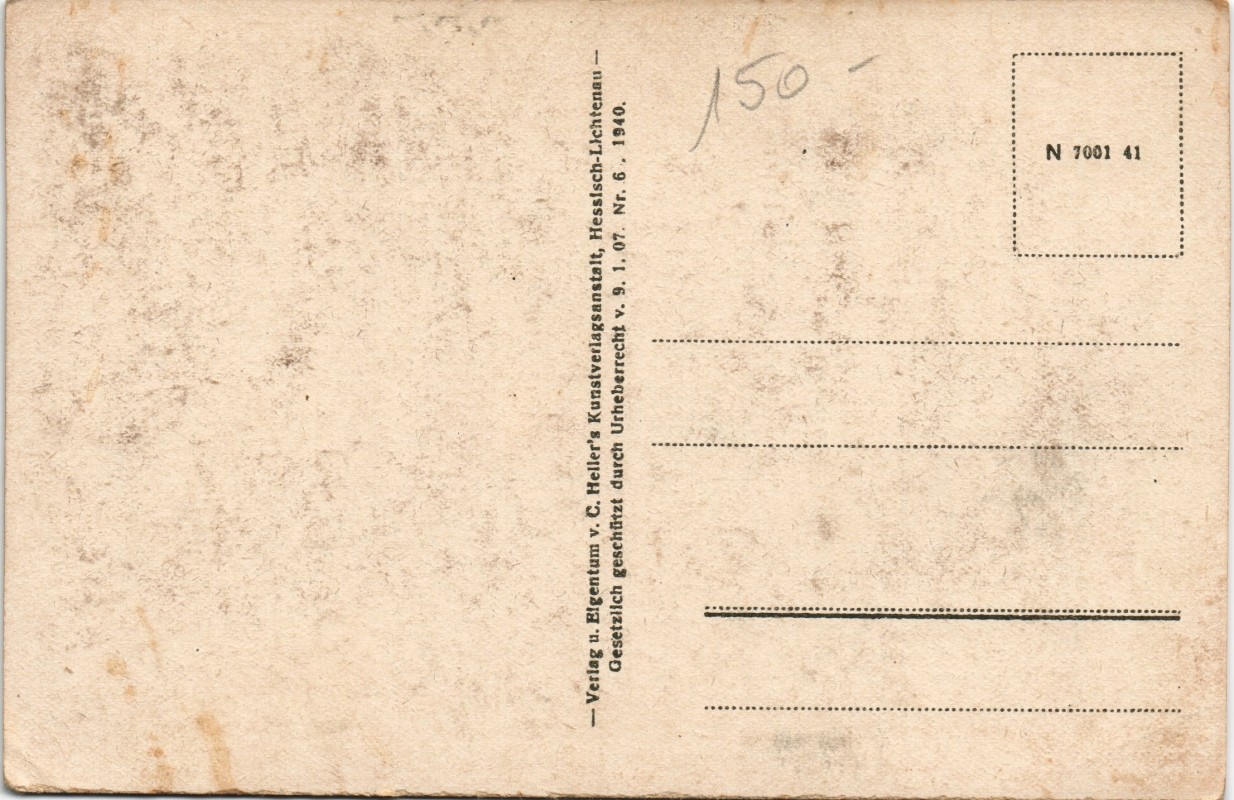 — Verlag u. Eigentum v. C. Heller's Kunstverlagsanstalt, Hessisch-Lichtenau —
Gesetzlich geschützt durch Urheberrecht v. 9. 1. 07. Nr. 6 . 1940.
150 –
N 7001 41